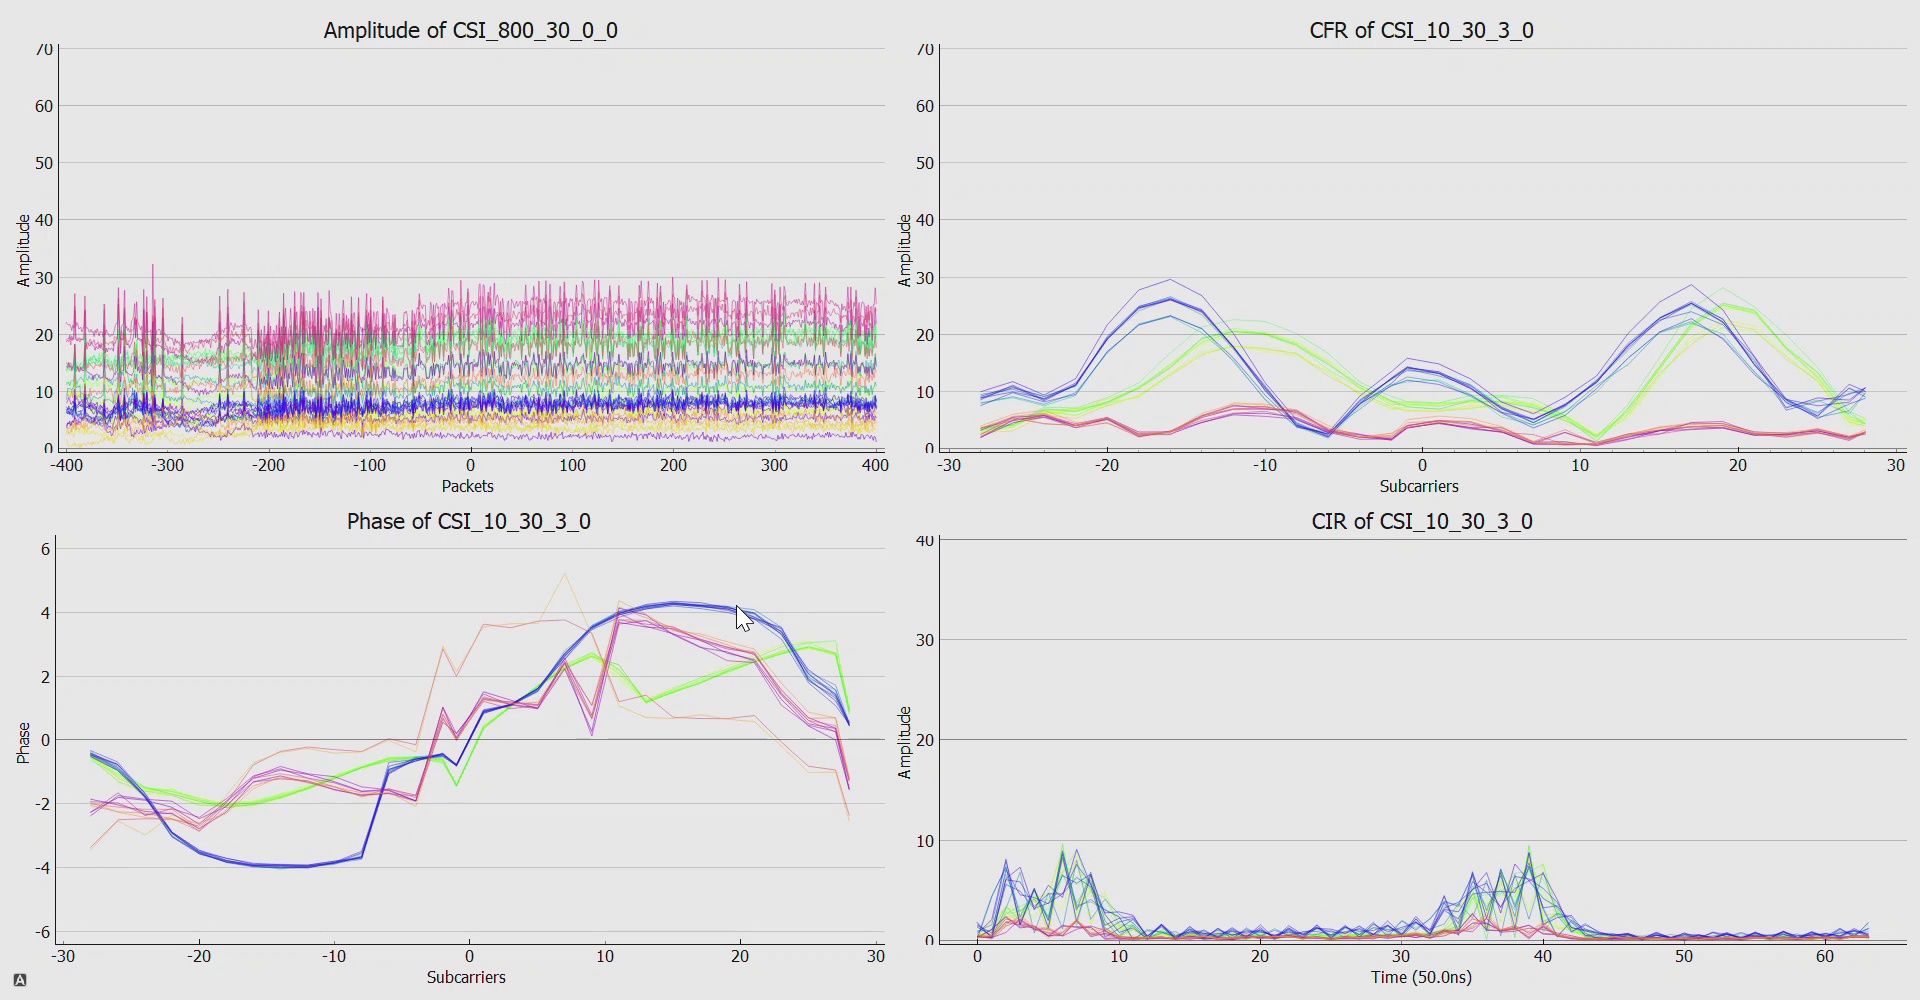 Amplitude of CSI_800_30_0_0
70
60
50
40
30
20
10
0
Amplitude
-400 -300 -200 -100 0 100 200 300 400
Packets
CFR of CSI_10_30_3_0
70
60
50
40
30
20
10
0
Amplitude
-30 -20 -10 0 10 20 30
Subcarriers
Phase of CSI_10_30_3_0
6
4
2
0
-2
-4
-6
Phase
-30 -20 -10 0 10 20 30
Subcarriers
CIR of CSI_10_30_3_0
40
30
20
10
0
Amplitude
0 10 20 30 40 50 60
Time (50.0ns)
A